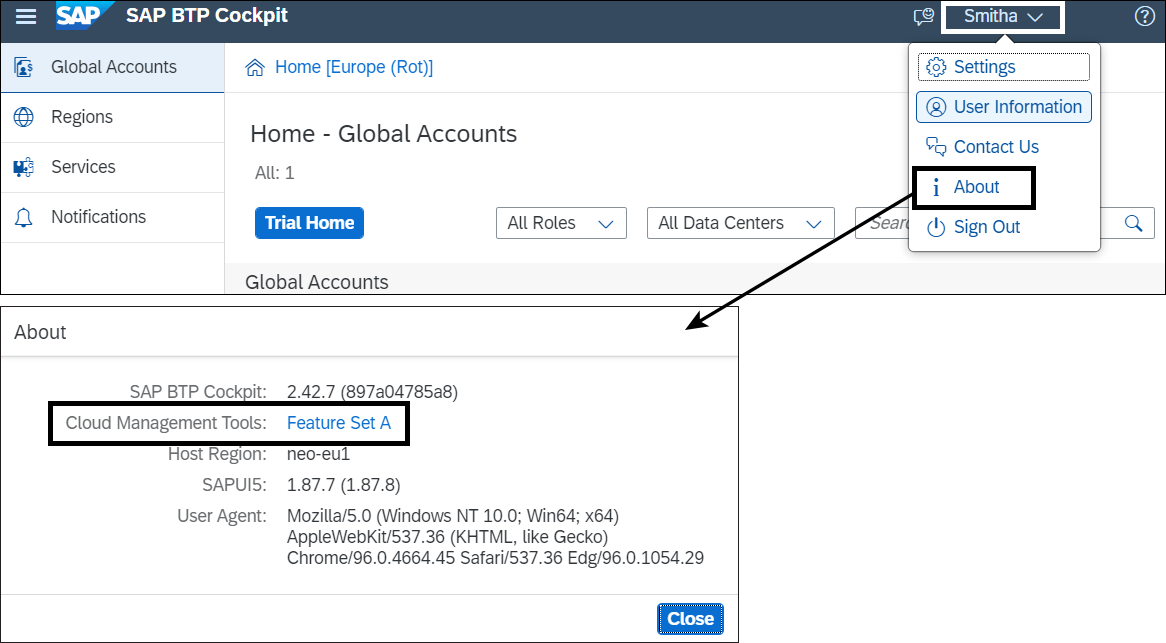 SAP SAP BTP Cockpit
Smitha
Global Accounts
Regions
Services
Notifications
Home [Europe (Rot)]
Home - Global Accounts
All: 1
Trial Home
All Roles
All Data Centers
Global Accounts
Settings
User Information
Contact Us
About
Sign Out
About
SAP BTP Cockpit: 2.42.7 (897a04785a8)
Cloud Management Tools: Feature Set A
Host Region: neo-eu1
SAPUI5: 1.87.7 (1.87.8)
User Agent: Mozilla/5.0 (Windows NT 10.0; Win64; x64)
AppleWebKit/537.36 (KHTML, like Gecko)
Chrome/96.0.4664.45 Safari/537.36 Edg/96.0.1054.29
Close